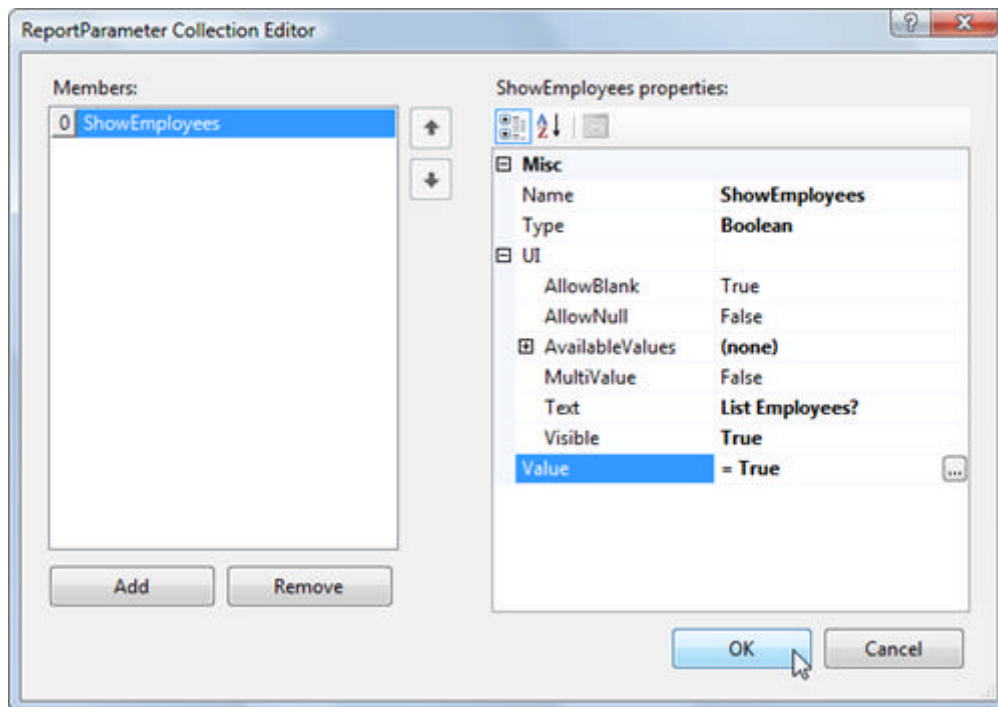 ReportParameter Collection Editor
Members:
0 ShowEmployees
Add Remove
ShowEmployees properties:
Misc
Name ShowEmployees
Type Boolean
UI
AllowBlank True
AllowNull False
AvailableValues (none)
MultiValue False
Text List Employees?
Visible True
Value = True ...
OK Cancel